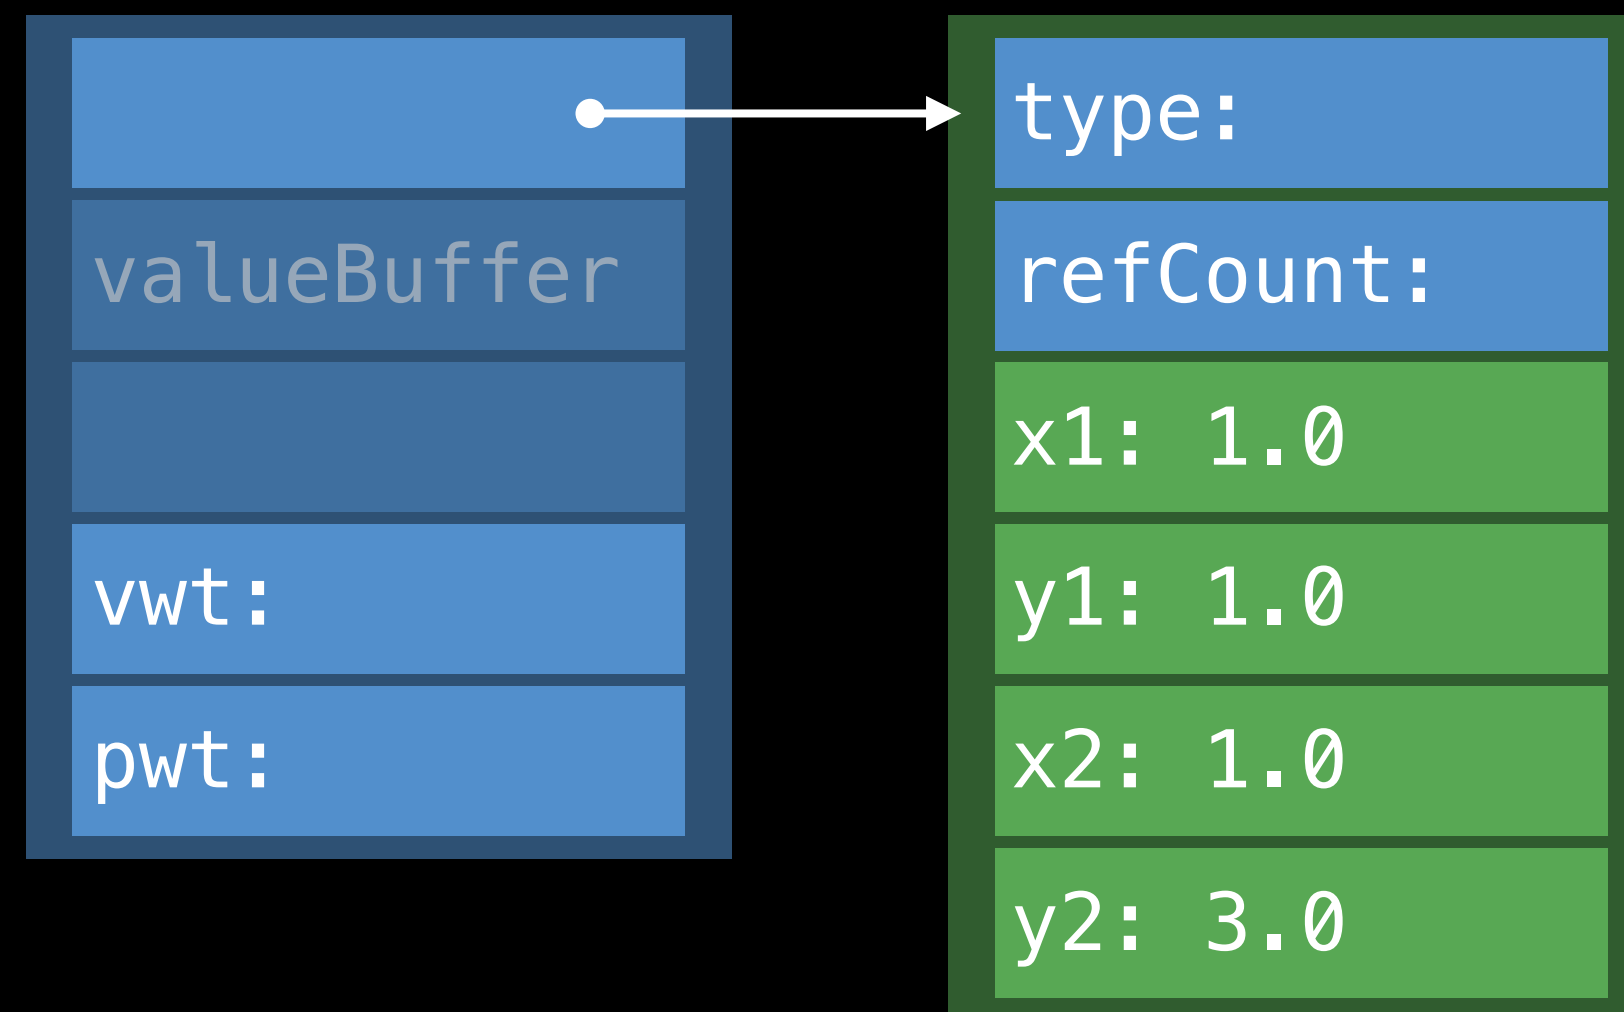 valueBuffer
vwt:
pwt:
type:
refCount:
x1: 1.0
y1: 1.0
x2: 1.0
y2: 3.0